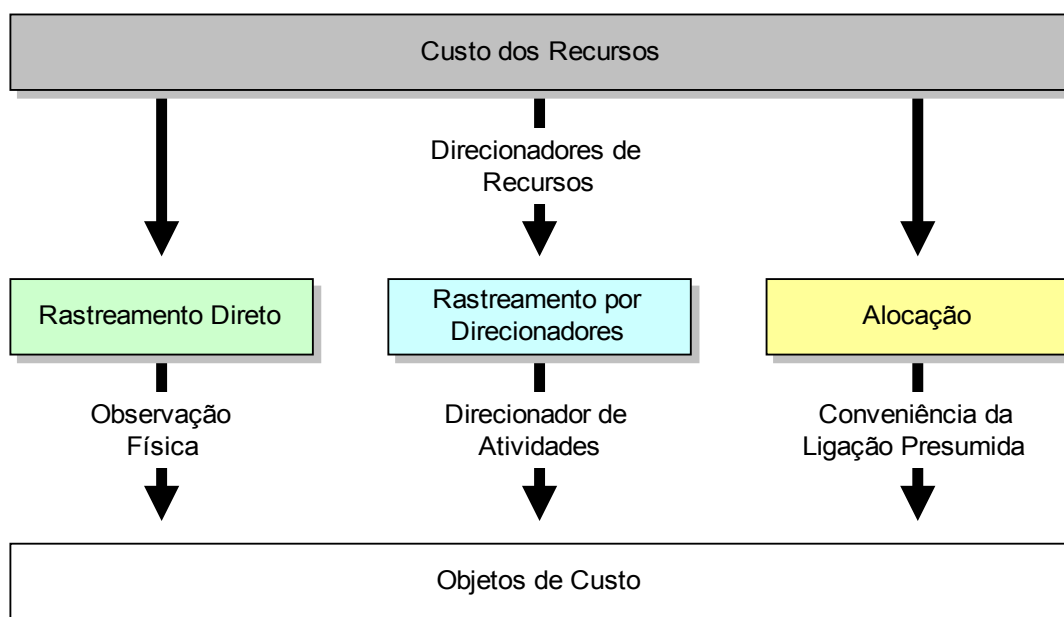 Custo dos Recursos
Direcionadores de
Recursos
Rastreamento Direto
Rastreamento por
Direcionadores
Alocação
Observação
Física
Direcionador de
Atividades
Conveniência da
Ligação Presumida
Objetos de Custo